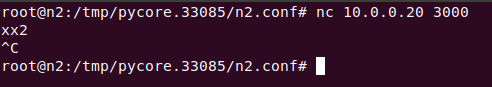 root@n2:/tmp/pycore.33085/n2.conf# nc 10.0.0.20 3000
xx2
^C
root@n2:/tmp/pycore.33085/n2.conf#